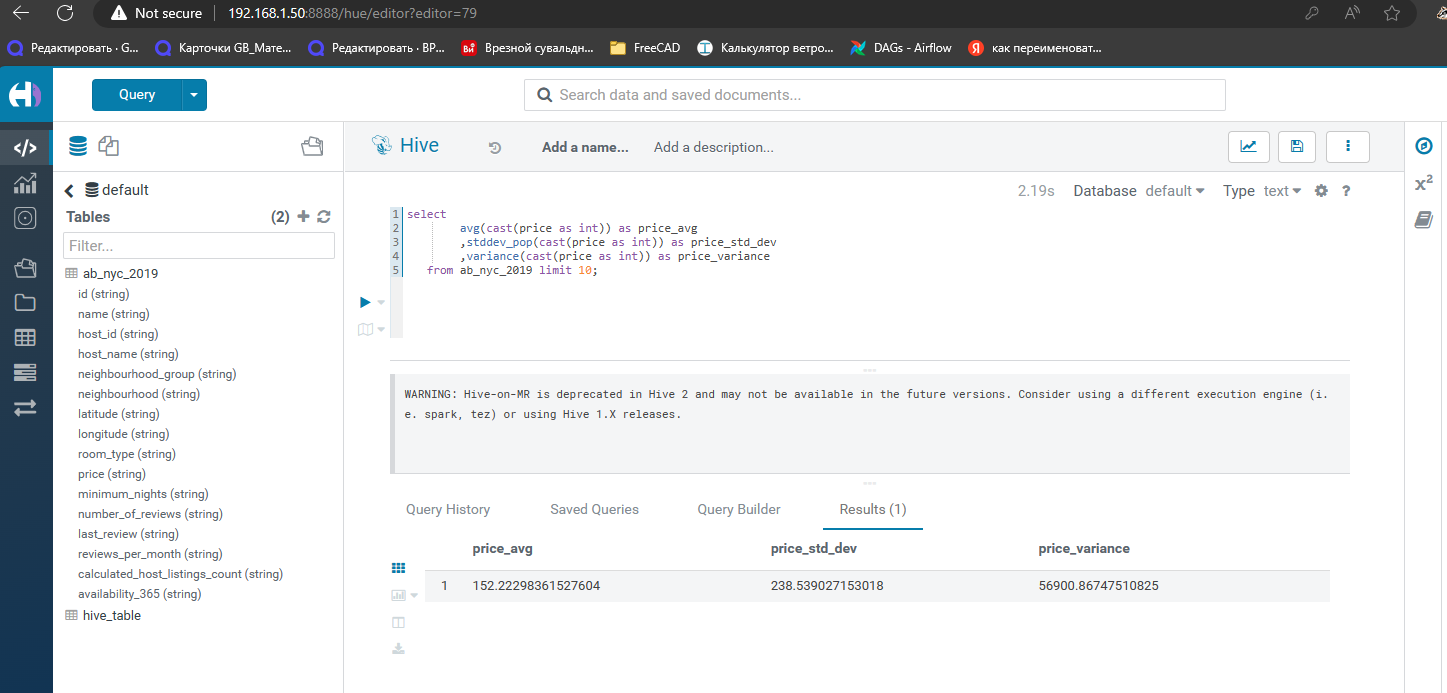 Not secure 192.168.1.50:8888/hue/editor?editor=79
Редактировать · G... Карточки GB_Мате... Редактировать · BP... ВИ Врезной сувальдн... FreeCAD Калькулятор ветро... DAGs - Airflow Я как переименоват...
Query
Search data and saved documents...
Hive Add a name... Add a description...
default
Tables (2)
Filter...
ab_nyc_2019
id (string)
name (string)
host_id (string)
host_name (string)
neighbourhood_group (string)
neighbourhood (string)
latitude (string)
longitude (string)
room_type (string)
price (string)
minimum_nights (string)
number_of_reviews (string)
last_review (string)
reviews_per_month (string)
calculated_host_listings_count (string)
availability_365 (string)
hive_table
2.19s Database default Type text ?
1 select
2 avg(cast(price as int)) as price_avg
3 ,stddev_pop(cast(price as int)) as price_std_dev
4 ,variance(cast(price as int)) as price_variance
5 from ab_nyc_2019 limit 10;
WARNING: Hive-on-MR is deprecated in Hive 2 and may not be available in the future versions. Consider using a different execution engine (i.
e. spark, tez) or using Hive 1.X releases.
Query History Saved Queries Query Builder Results (1)
price_avg price_std_dev price_variance
1 152.22298361527604 238.539027153018 56900.86747510825
x²